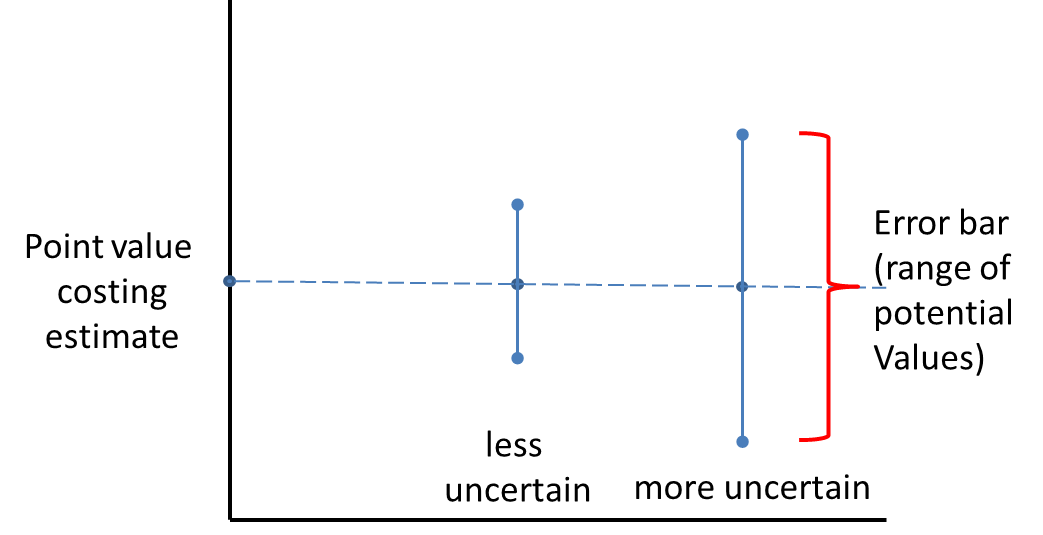 Point value
costing
estimate
less
uncertain
more uncertain
Error bar
(range of
potential
Values)